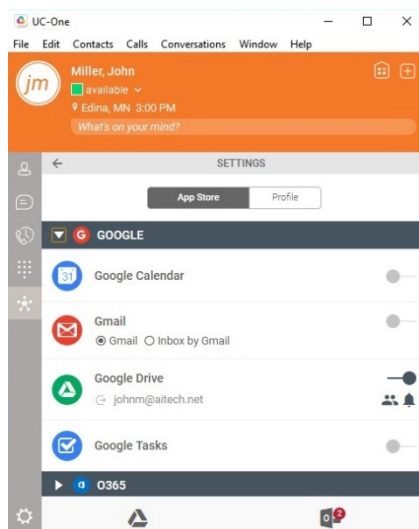 UC-One
File Edit Contacts Calls Conversations Window Help
jm
Miller, John
available
Edina, MN 3:00 PM
What's on your mind?
SETTINGS
App Store Profile
G GOOGLE
31 Google Calendar
Gmail
Gmail Inbox by Gmail
Google Drive
johnm@aitech.net
Google Tasks
O365
2